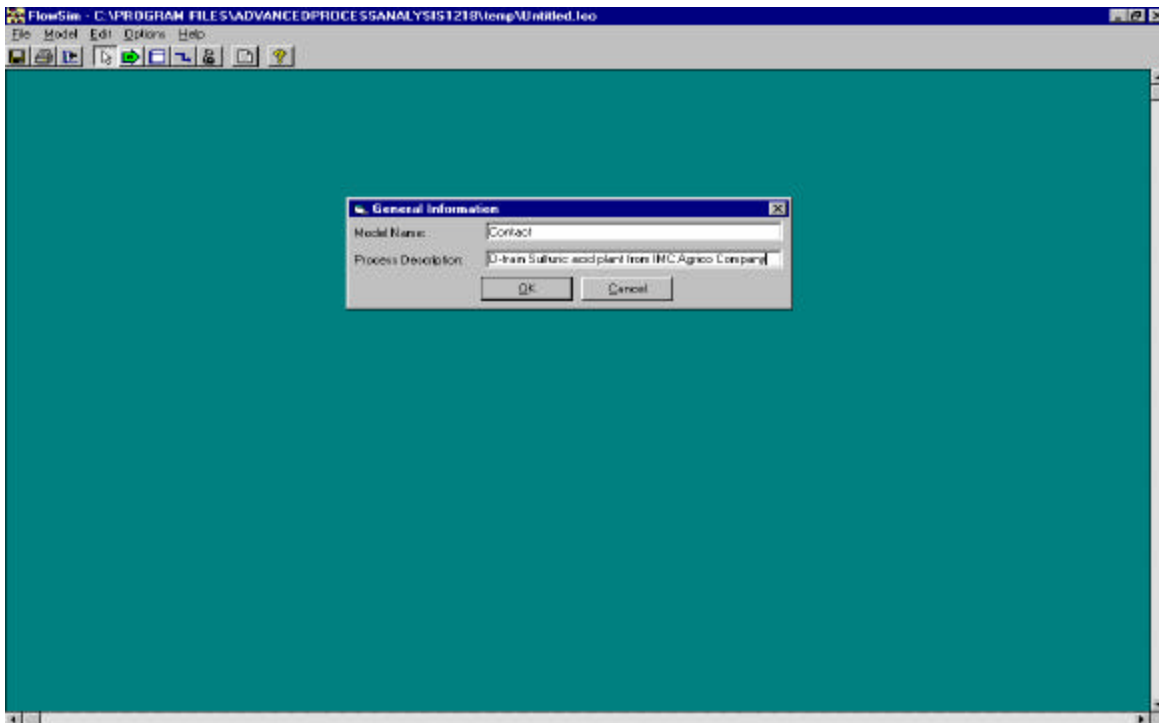 FlowSim - C:\PROGRAM FILES\ADVANCEDPROCESSANALYSIS1218\temp\Untitled.leo
File Model Edit Options Help
General Information
Model Name:
Contact
Process Description:
D-train Sulfuric acid plant from IMC Agrico Company
OK Cancel